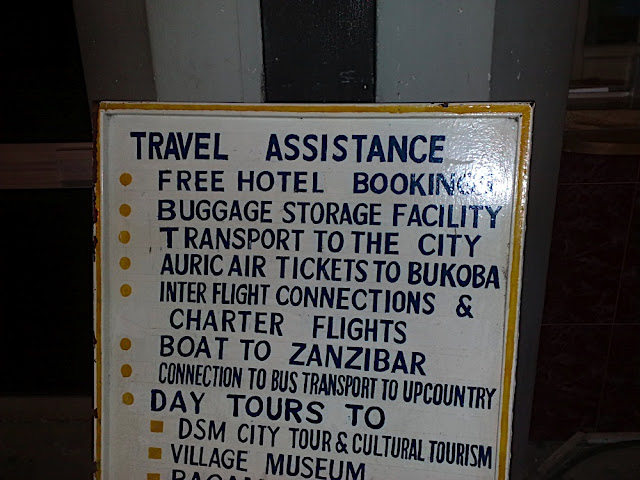 TRAVEL ASSISTANCE
FREE HOTEL BOOKINGS
BUGGAGE STORAGE FACILITY
TRANSPORT TO THE CITY
AURIC AIR TICKETS TO BUKOBA
INTER FLIGHT CONNECTIONS &
CHARTER FLIGHTS
BOAT TO ZANZIBAR
CONNECTION TO BUS TRANSPORT TO UPCOUNTRY
DAY TOURS TO
DSM CITY TOUR & CULTURAL TOURISM
VILLAGE MUSEUM